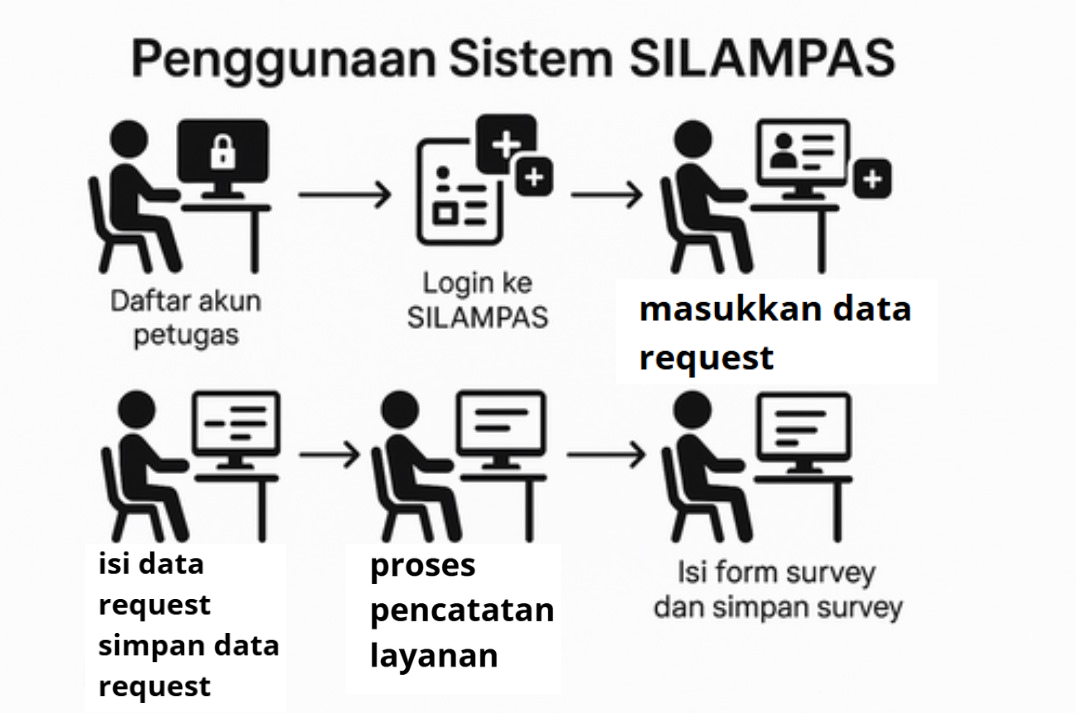 Penggunaan Sistem SILAMPAS
Daftar akun
petugas
Login ke
SILAMPAS
masukkan data
request
isi data
request
simpan data
request
proses
pencatatan
layanan
Isi form survey
dan simpan survey